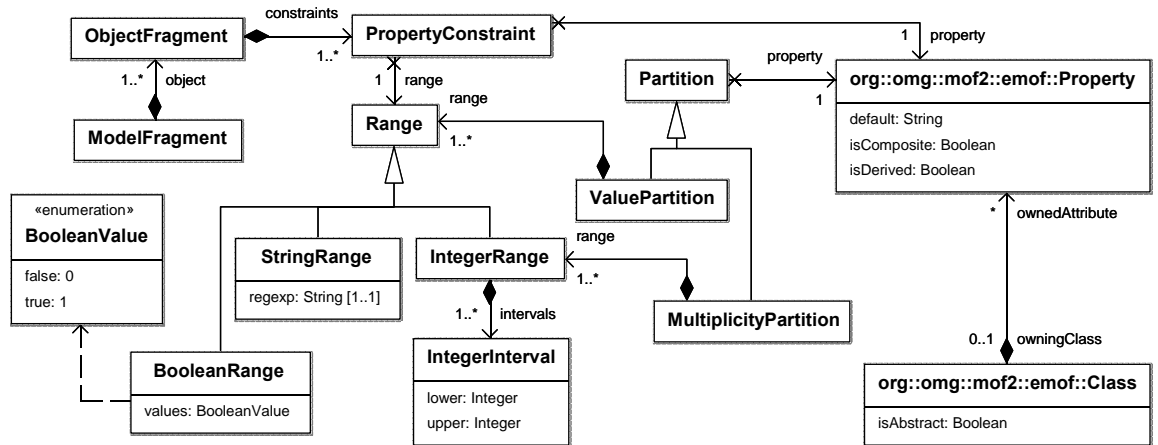 constraints
ObjectFragment
1..*
PropertyConstraint
1
property
1..*
object
1
range
property
Partition
1
org::omg::mof2::emof::Property
default: String
isComposite: Boolean
isDerived: Boolean
ModelFragment
Range
range
1..*
ValuePartition
«enumeration»
BooleanValue
false: 0
true: 1
StringRange
regexp: String [1..1]
IntegerRange
range
1..*
*
ownedAttribute
1..*
intervals
MultiplicityPartition
0..1
owningClass
BooleanRange
values: BooleanValue
IntegerInterval
lower: Integer
upper: Integer
org::omg::mof2::emof::Class
isAbstract: Boolean